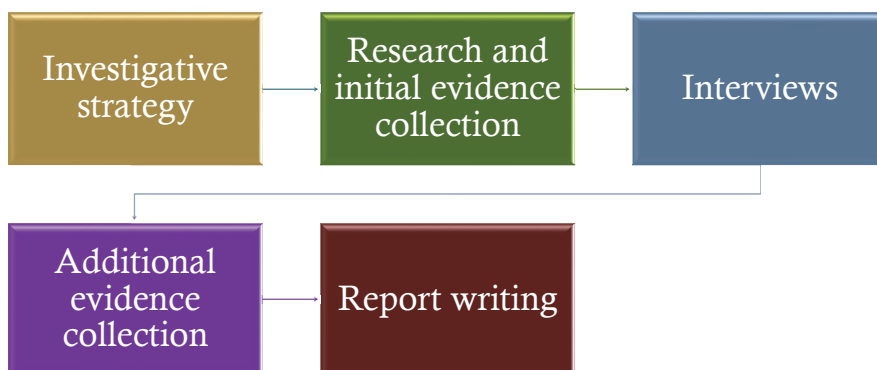 Investigative
strategy
Research and
initial evidence
collection
Interviews
Additional
evidence
collection
Report writing